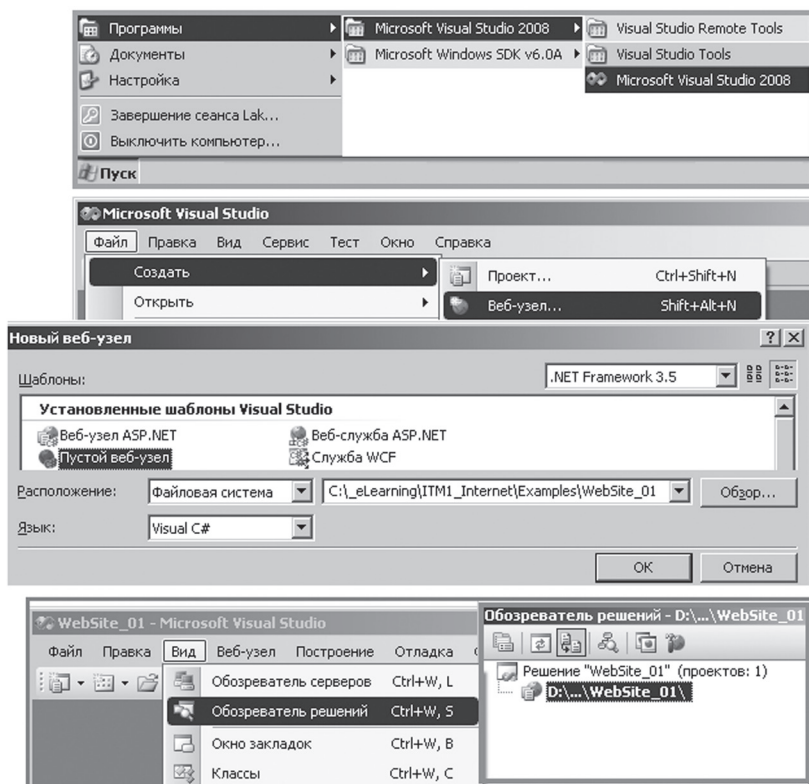 Программы
Microsoft Visual Studio 2008
Visual Studio Remote Tools
Документы
Microsoft Windows SDK v6.0A
Visual Studio Tools
Настройка
Microsoft Visual Studio 2008
Завершение сеанса Lak...
Выключить компьютер...
Пуск
Microsoft Visual Studio
Файл Правка Вид Сервис Тест Окно Справка
Создать
Проект... Ctrl+Shift+N
Открыть
Веб-узел... Shift+Alt+N
Новый веб-узел
Шаблоны:
.NET Framework 3.5
Установленные шаблоны Visual Studio
Веб-узел ASP.NET
Веб-служба ASP.NET
Пустой веб-узел
Служба WCF
Расположение: Файловая система C:\_eLearning\ITM1_Internet\Examples\WebSite_01 Обзор...
Язык: Visual C#
ОК Отмена
WebSite_01 - Microsoft Visual Studio
Файл Правка Вид Веб-узел Построение Отладка
Обозреватель серверов Ctrl+W, L
Обозреватель решений Ctrl+W, S
Окно закладок Ctrl+W, B
Классы Ctrl+W, C
Обозреватель решений - D:\...\WebSite_01
Решение "WebSite_01" (проектов: 1)
D:\...\WebSite_01\